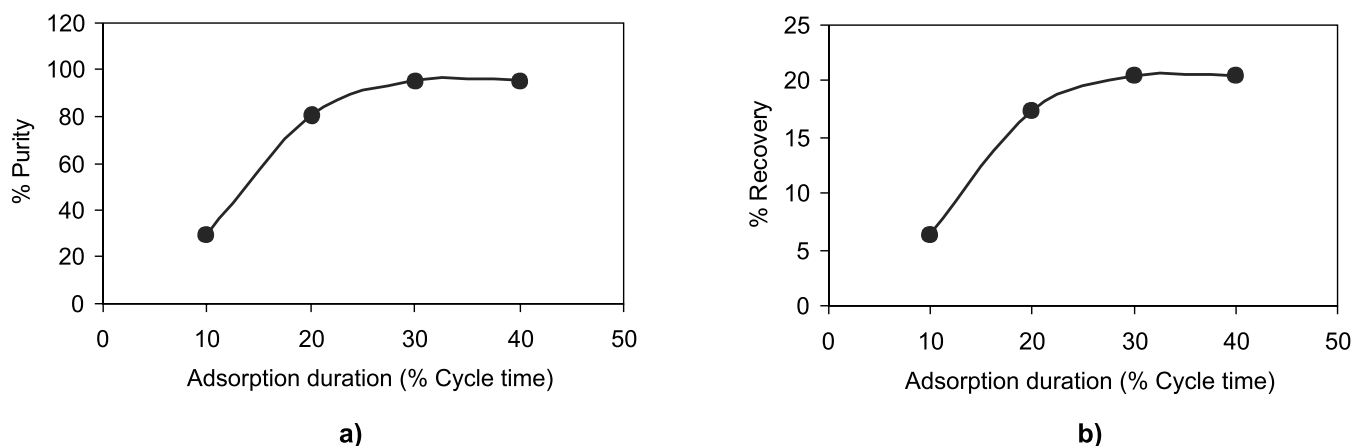 120
100
80
60
40
20
0
% Purity
0 10 20 30 40 50
Adsorption duration (% Cycle time)
a)
25
20
15
10
5
0
% Recovery
0 10 20 30 40 50
Adsorption duration (% Cycle time)
b)